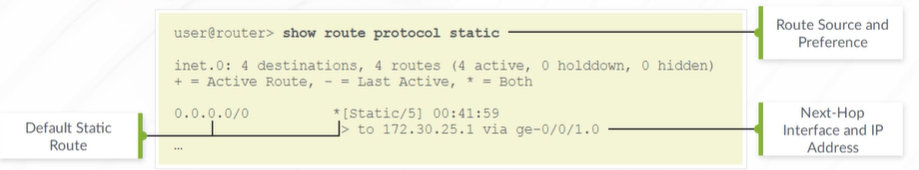 user@router> show route protocol static
Route Source and
Preference
inet.0: 4 destinations, 4 routes (4 active, 0 holddown, 0 hidden)
+ = Active Route, - = Last Active, * = Both
0.0.0.0/0 *[Static/5] 00:41:59
> to 172.30.25.1 via ge-0/0/1.0
…
Default Static
Route
Next-Hop
Interface and IP
Address